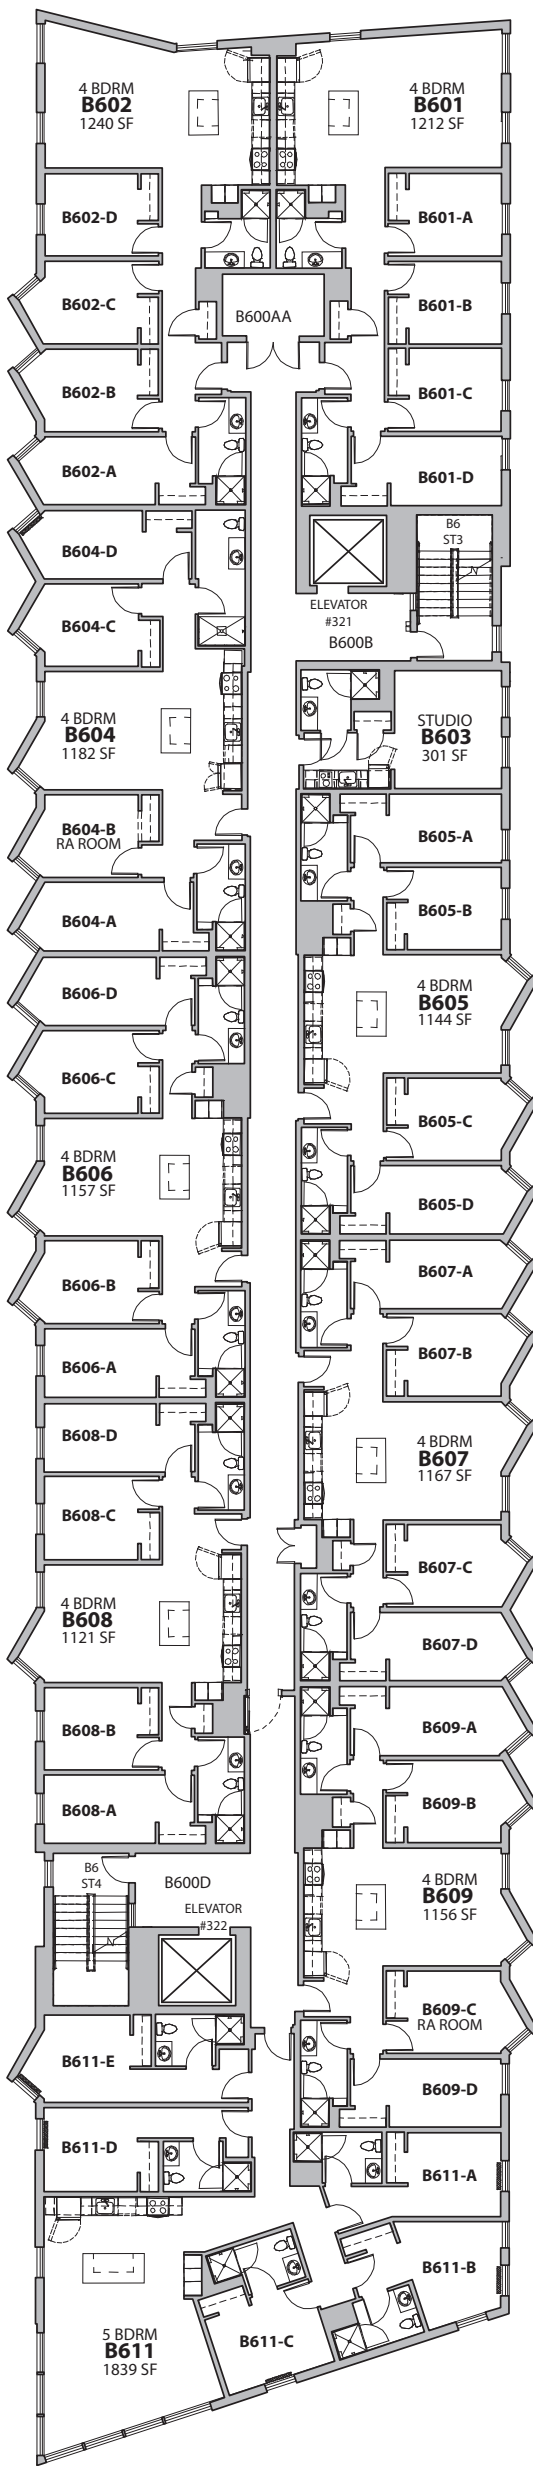 4 BDRM
B602
1240 SF
4 BDRM
B601
1212 SF
B602-D
B601-A
B602-C
B600AA
B601-B
B602-B
B601-C
B602-A
B601-D
B604-D
B6
ST3
ELEVATOR
#321
B600B
B604-C
4 BDRM
B604
1182 SF
STUDIO
B603
301 SF
B604-B
RA ROOM
B605-A
B604-A
B605-B
B606-D
4 BDRM
B605
1144 SF
B606-C
B605-C
4 BDRM
B606
1157 SF
B605-D
B606-B
B607-A
B606-A
B607-B
B608-D
4 BDRM
B607
1167 SF
B608-C
B607-C
4 BDRM
B608
1121 SF
B607-D
B608-B
B609-A
B608-A
B609-B
B6
ST4
B600D
ELEVATOR
#322
4 BDRM
B609
1156 SF
B609-C
RA ROOM
B611-E
B609-D
B611-D
B611-A
B611-B
B611-C
5 BDRM
B611
1839 SF